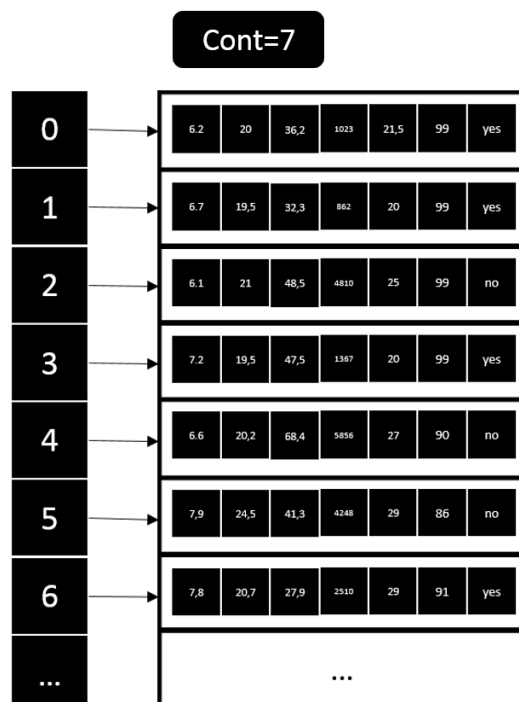 Cont=7
0 6.2 20 36,2 1023 21,5 99 yes
1 6.7 19,5 32,3 862 20 99 yes
2 6.1 21 48,5 4810 25 99 no
3 7.2 19,5 47,5 1367 20 99 yes
4 6.6 20,2 68,4 5856 27 90 no
5 7,9 24,5 41,3 4248 29 86 no
6 7,8 20,7 27,9 2510 29 91 yes
... ...